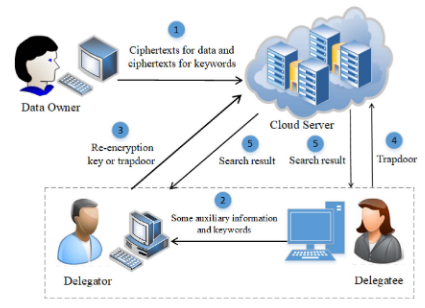 1
Ciphertexts for data and
ciphertexts for keywords
Data Owner
Cloud Server
3
Re-encryption
key or trapdoor
5
Search result
5
Search result
4
Trapdoor
2
Some auxiliary information
and keywords
Delegator
Delegatee